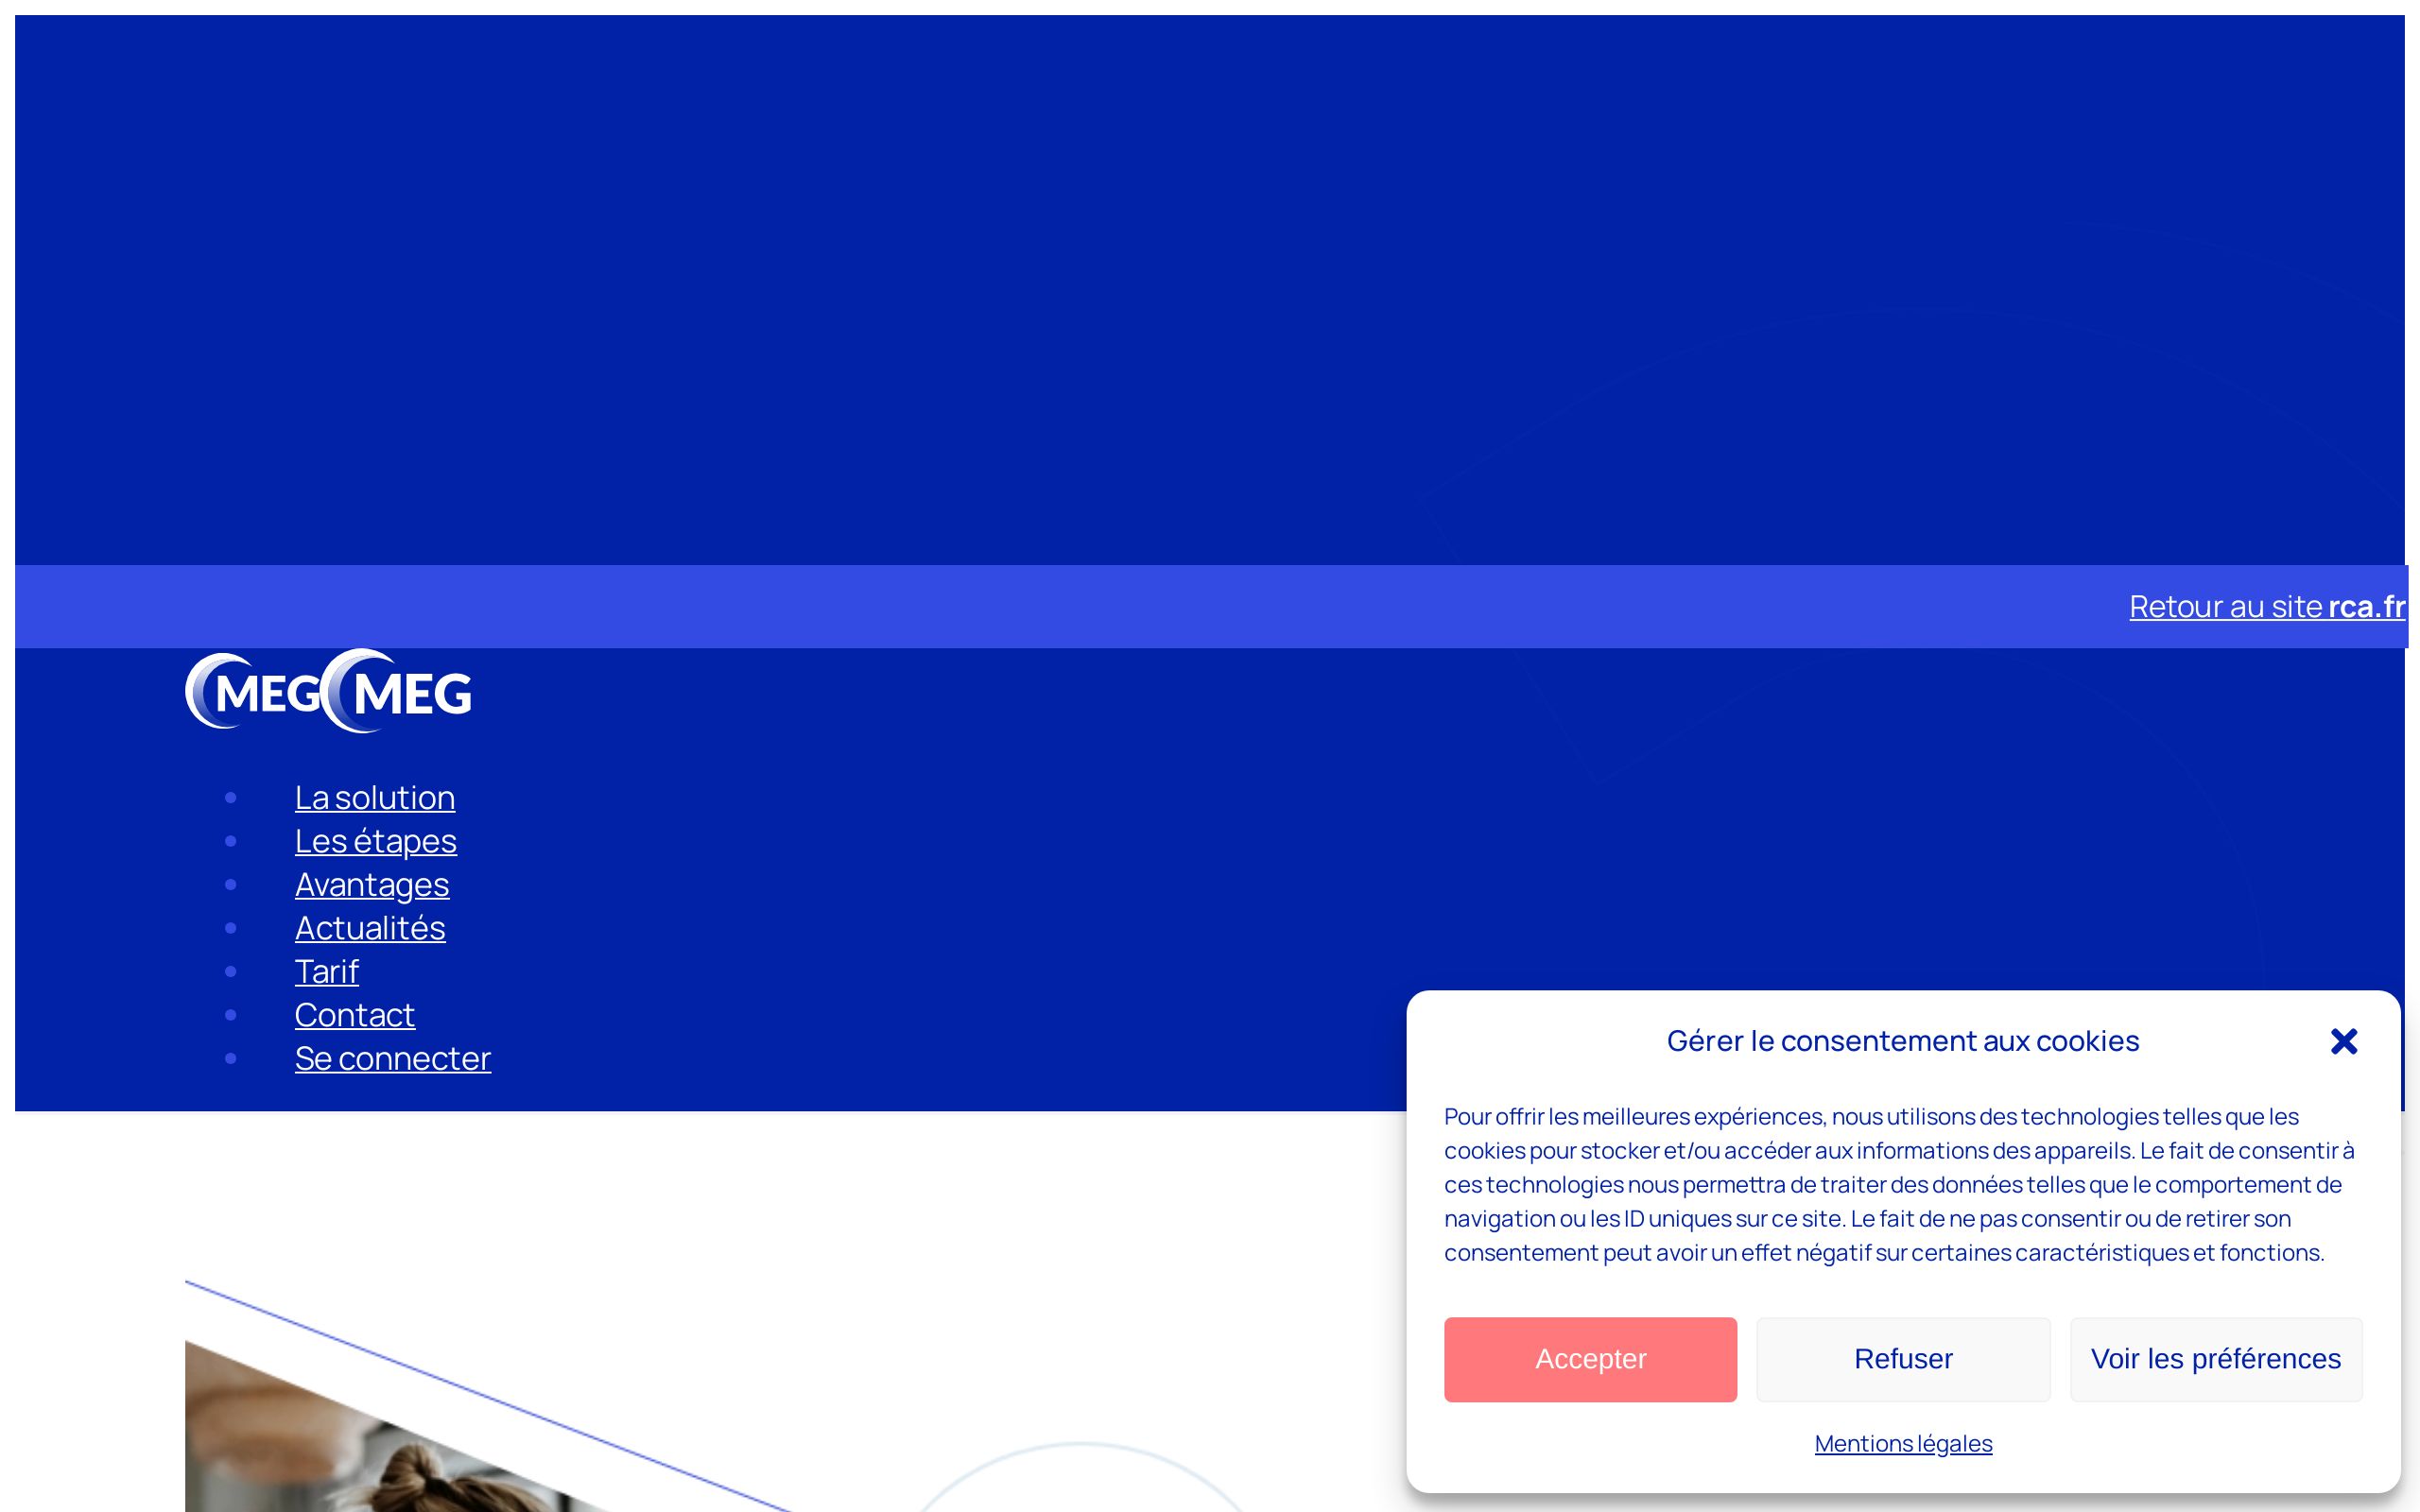 Retour au site rca.fr
MEG MEG
La solution
Les étapes
Avantages
Actualités
Tarif
Contact
Se connecter
Gérer le consentement aux cookies
Pour offrir les meilleures expériences, nous utilisons des technologies telles que les
cookies pour stocker et/ou accéder aux informations des appareils. Le fait de consentir à
ces technologies nous permettra de traiter des données telles que le comportement de
navigation ou les ID uniques sur ce site. Le fait de ne pas consentir ou de retirer son
consentement peut avoir un effet négatif sur certaines caractéristiques et fonctions.
Accepter
Refuser
Voir les préférences
Mentions légales